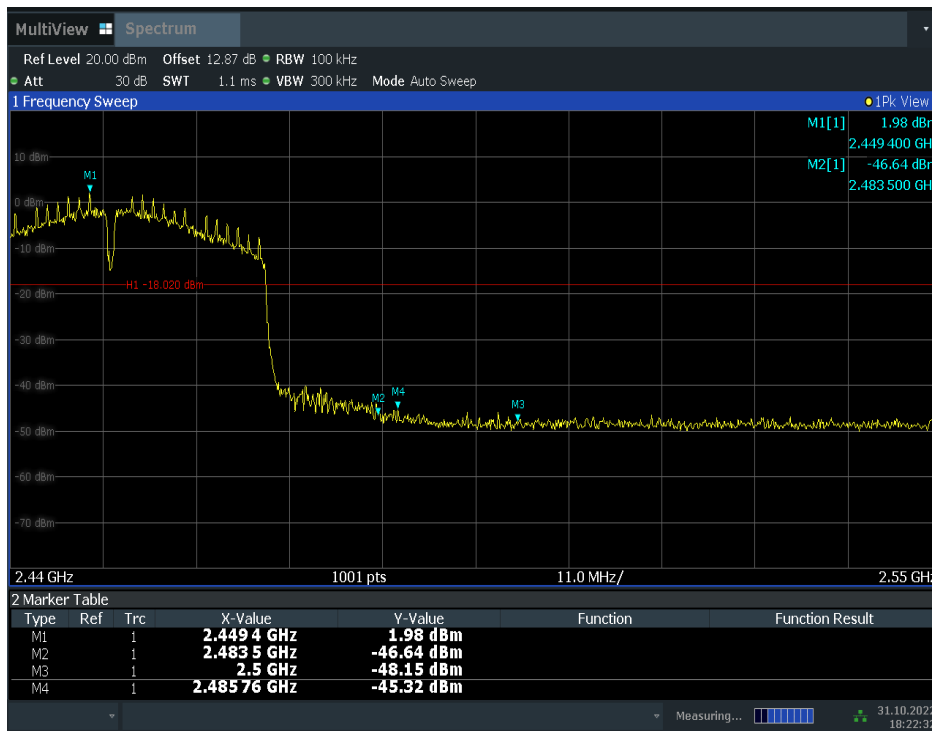 MultiView Spectrum
Ref Level 20.00 dBm Offset 12.87 dB RBW 100 kHz
Att 30 dB SWT 1.1 ms VBW 300 kHz Mode Auto Sweep
1 Frequency Sweep 1Pk View
M1[1] 1.98 dBr
2.449 400 GH
M2[1] -46.64 dBr
2.483 500 GH
10 dBm
M1
0 dBm
-10 dBm
H1 -18.020 dBm
-20 dBm
-30 dBm
-40 dBm
M2 M4 M3
-50 dBm
-60 dBm
-70 dBm
2.44 GHz 1001 pts 11.0 MHz/ 2.55 GHz
2 Marker Table
Type Ref Trc X-Value Y-Value Function Function Result
M1 1 2.449 4 GHz 1.98 dBm
M2 1 2.483 5 GHz -46.64 dBm
M3 1 2.5 GHz -48.15 dBm
M4 1 2.485 76 GHz -45.32 dBm
Measuring... 31.10.2022
18:22:32